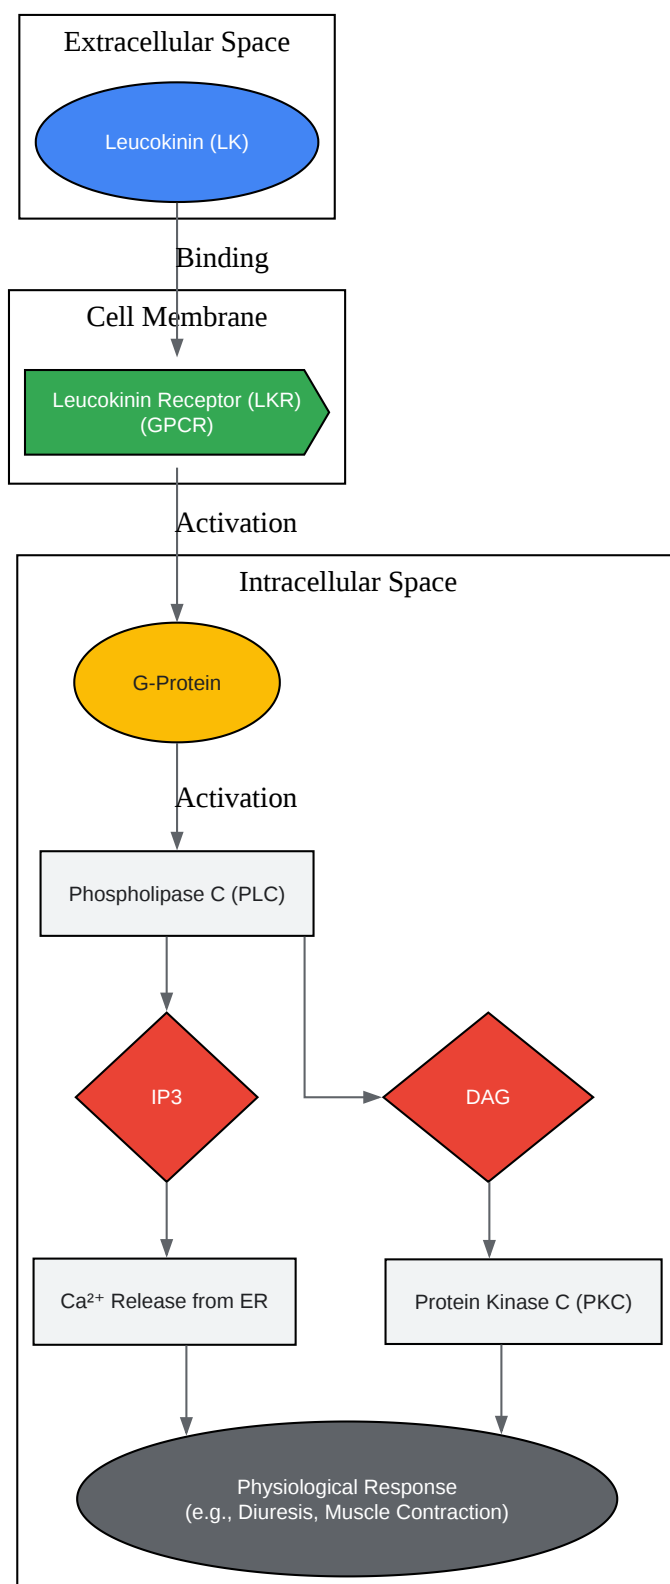 Extracellular Space
Leucokinin (LK)
Binding
Cell Membrane
Leucokinin Receptor (LKR)
(GPCR)
Activation
Intracellular Space
G-Protein
Activation
Phospholipase C (PLC)
IP3
DAG
Ca²⁺ Release from ER
Protein Kinase C (PKC)
Physiological Response
(e.g., Diuresis, Muscle Contraction)